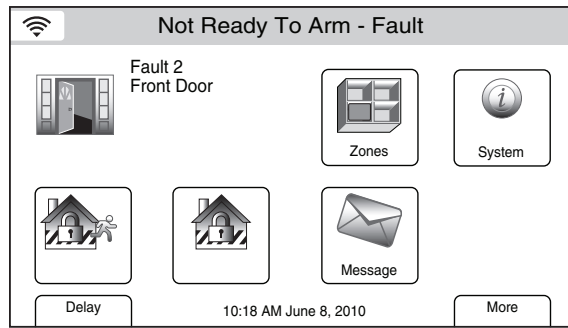 Not Ready To Arm - Fault
Fault 2
Front Door
Zones
System
Message
Delay
10:18 AM June 8, 2010
More